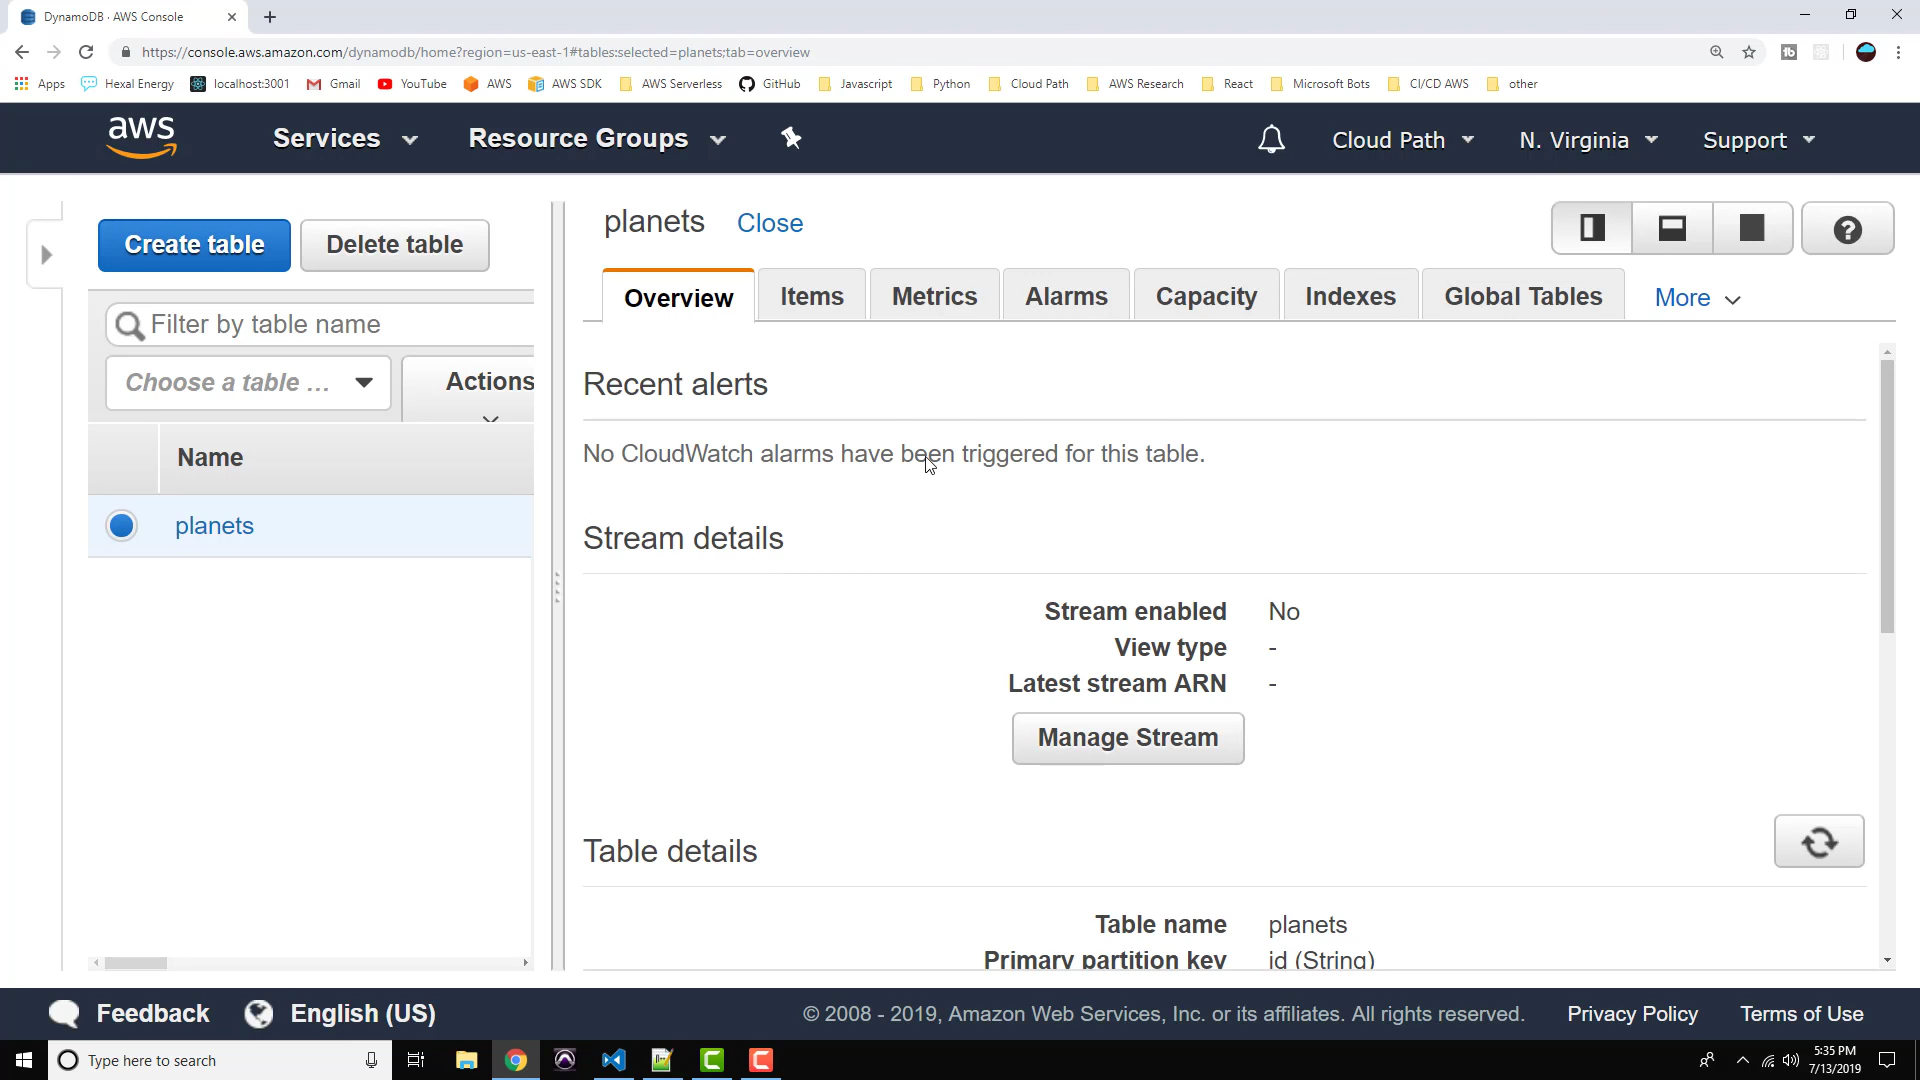 DynamoDB · AWS Console
https://console.aws.amazon.com/dynamodb/home?region=us-east-1#tables:selected=planets;tab=overview
Apps Hexal Energy localhost:3001 Gmail YouTube AWS AWS SDK AWS Serverless GitHub Javascript Python Cloud Path AWS Research React Microsoft Bots CI/CD AWS other
aws Services Resource Groups Cloud Path N. Virginia Support
Create table Delete table
Filter by table name
Choose a table ... Actions
Name
planets
planets Close
Overview Items Metrics Alarms Capacity Indexes Global Tables More
Recent alerts
No CloudWatch alarms have been triggered for this table.
Stream details
Stream enabled No
View type -
Latest stream ARN -
Manage Stream
Table details
Table name planets
Primary partition key id (String)
Feedback English (US) © 2008 - 2019, Amazon Web Services, Inc. or its affiliates. All rights reserved. Privacy Policy Terms of Use
Type here to search
5:35 PM
7/13/2019